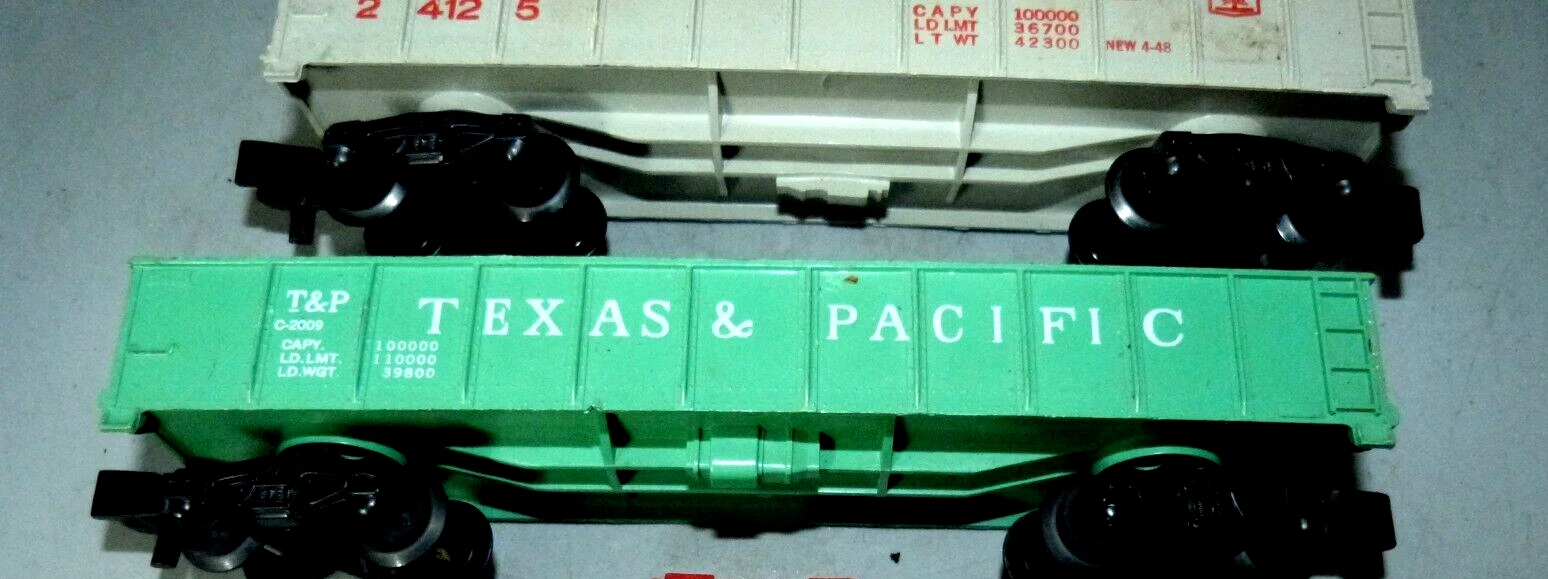 2 412 5
CAPY 100000
LD LMT 36700
LT WT 42300 NEW 4-48
T&P
C-2009
TEXAS & PACIFIC
CAPY. 100000
LD.LMT. 110000
LD.WGT. 39800